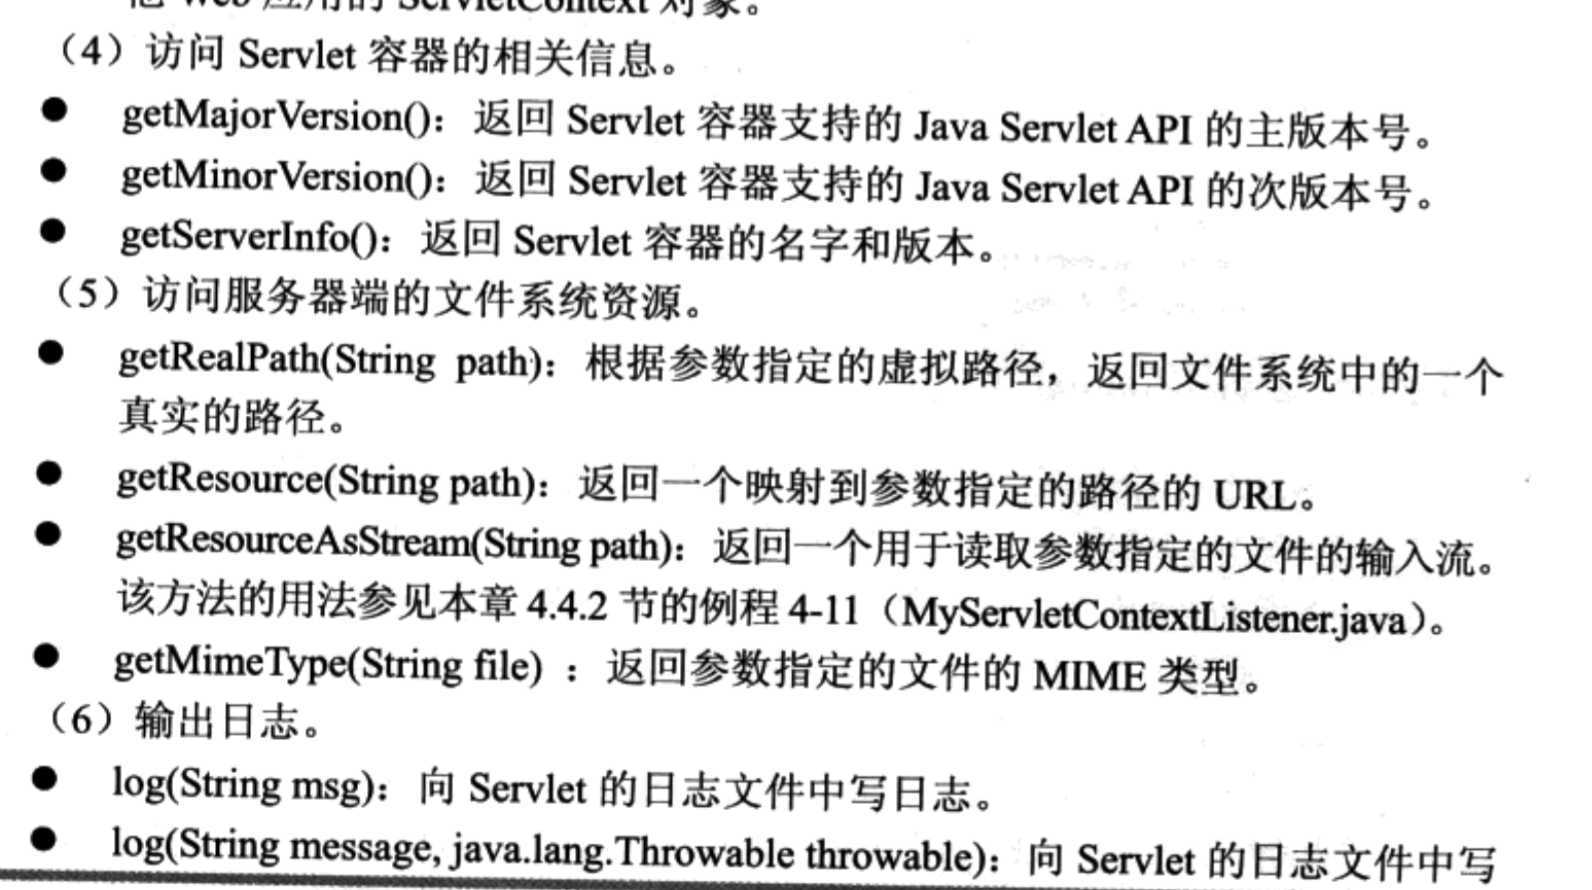 他 Web 应用的 ServletContext 对象。
（4）访问 Servlet 容器的相关信息。
● getMajorVersion()：返回 Servlet 容器支持的 Java Servlet API 的主版本号。
● getMinorVersion()：返回 Servlet 容器支持的 Java Servlet API 的次版本号。
● getServerInfo()：返回 Servlet 容器的名字和版本。
（5）访问服务器端的文件系统资源。
● getRealPath(String path)：根据参数指定的虚拟路径，返回文件系统中的一个
真实的路径。
● getResource(String path)：返回一个映射到参数指定的路径的 URL。
● getResourceAsStream(String path)：返回一个用于读取参数指定的文件的输入流。
该方法的用法参见本章 4.4.2 节的例程 4-11（MyServletContextListener.java）。
● getMimeType(String file) ：返回参数指定的文件的 MIME 类型。
（6）输出日志。
● log(String msg)：向 Servlet 的日志文件中写日志。
● log(String message, java.lang.Throwable throwable)：向 Servlet 的日志文件中写